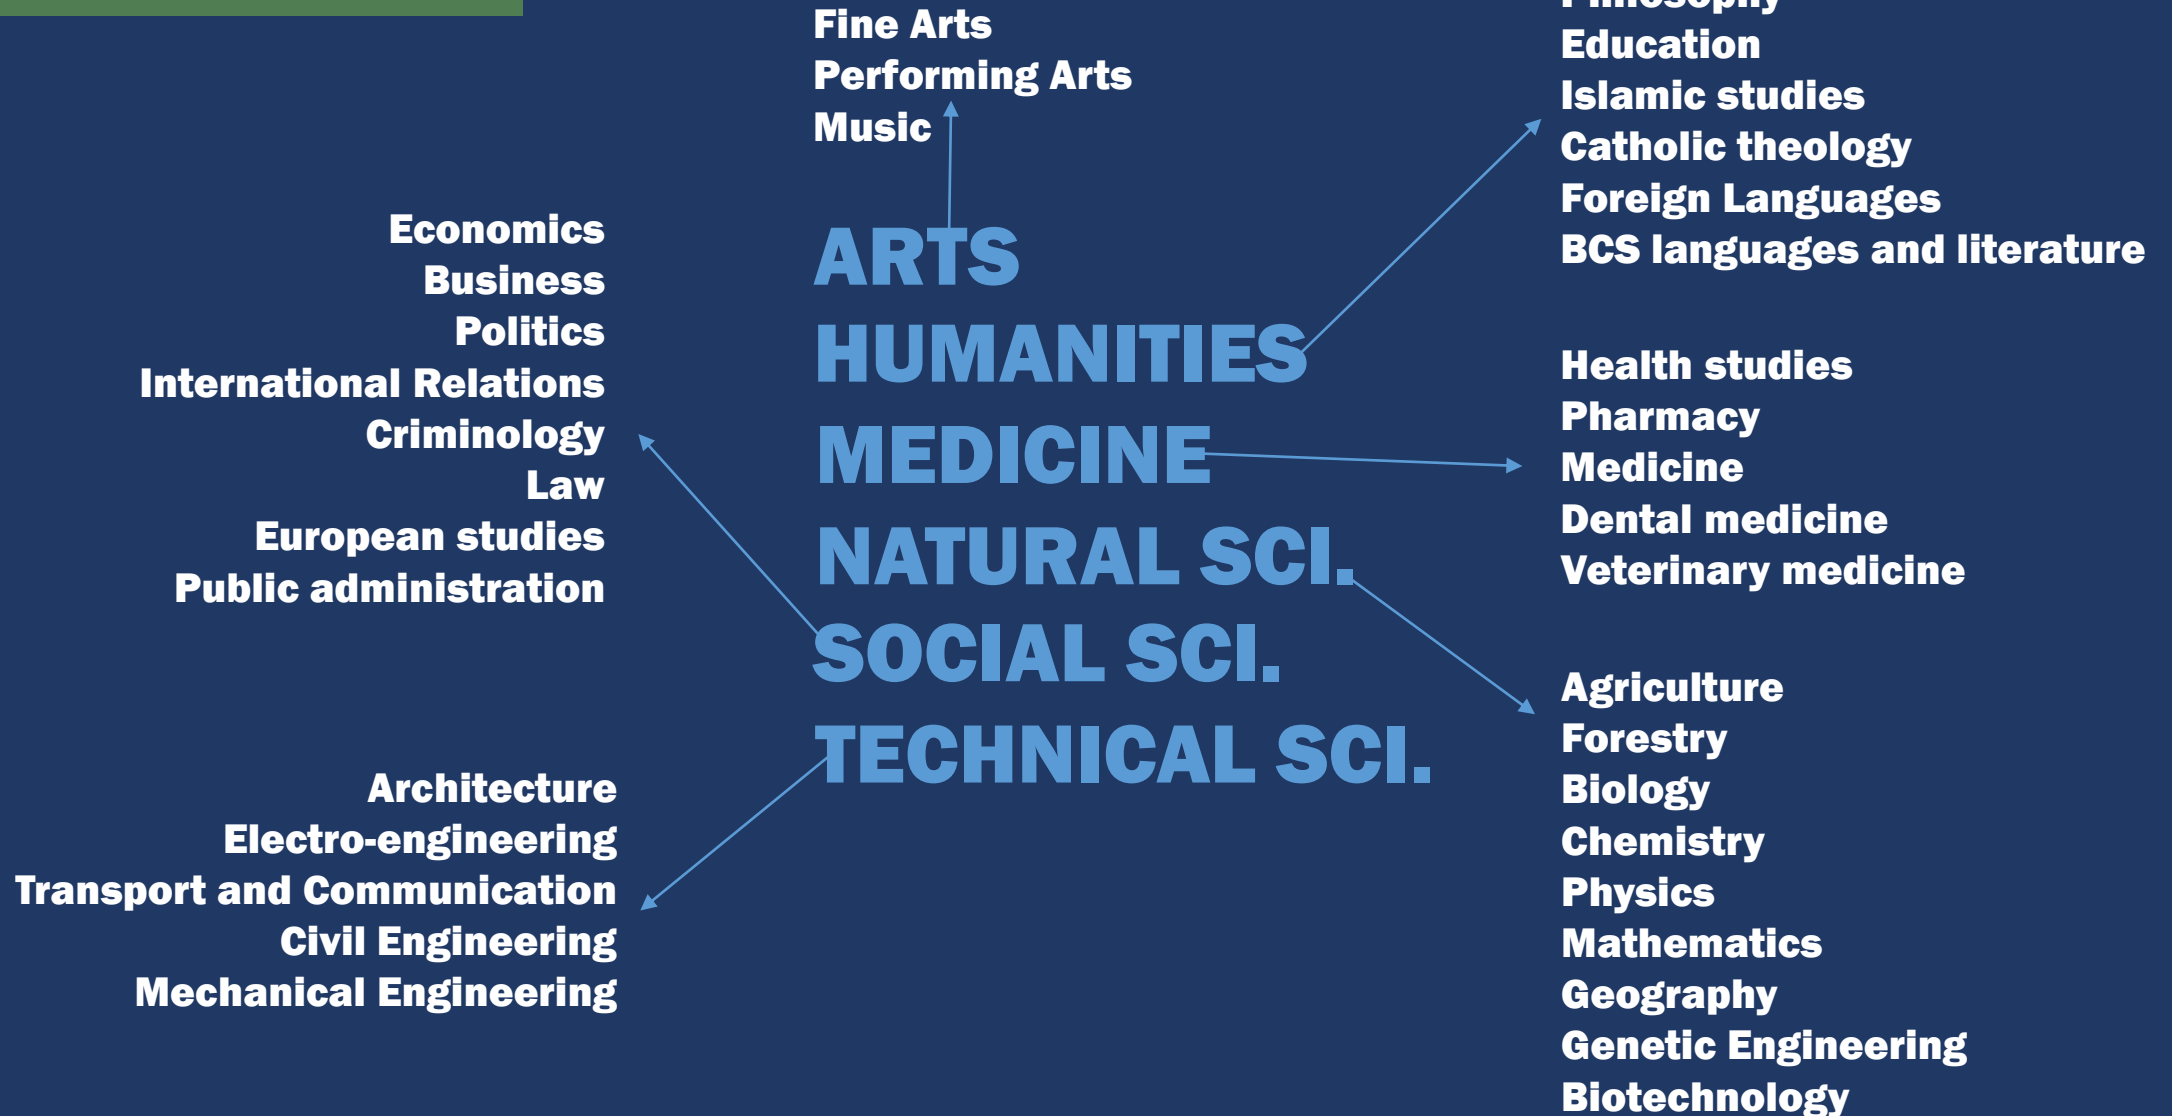 Fine Arts
Performing Arts
Music
Philosophy
Education
Islamic studies
Catholic theology
Foreign Languages
BCS languages and literature
Economics
Business
Politics
International Relations
Criminology
Law
European studies
Public administration
ARTS
HUMANITIES
MEDICINE
NATURAL SCI.
SOCIAL SCI.
TECHNICAL SCI.
Health studies
Pharmacy
Medicine
Dental medicine
Veterinary medicine
Architecture
Electro-engineering
Transport and Communication
Civil Engineering
Mechanical Engineering
Agriculture
Forestry
Biology
Chemistry
Physics
Mathematics
Geography
Genetic Engineering
Biotechnology